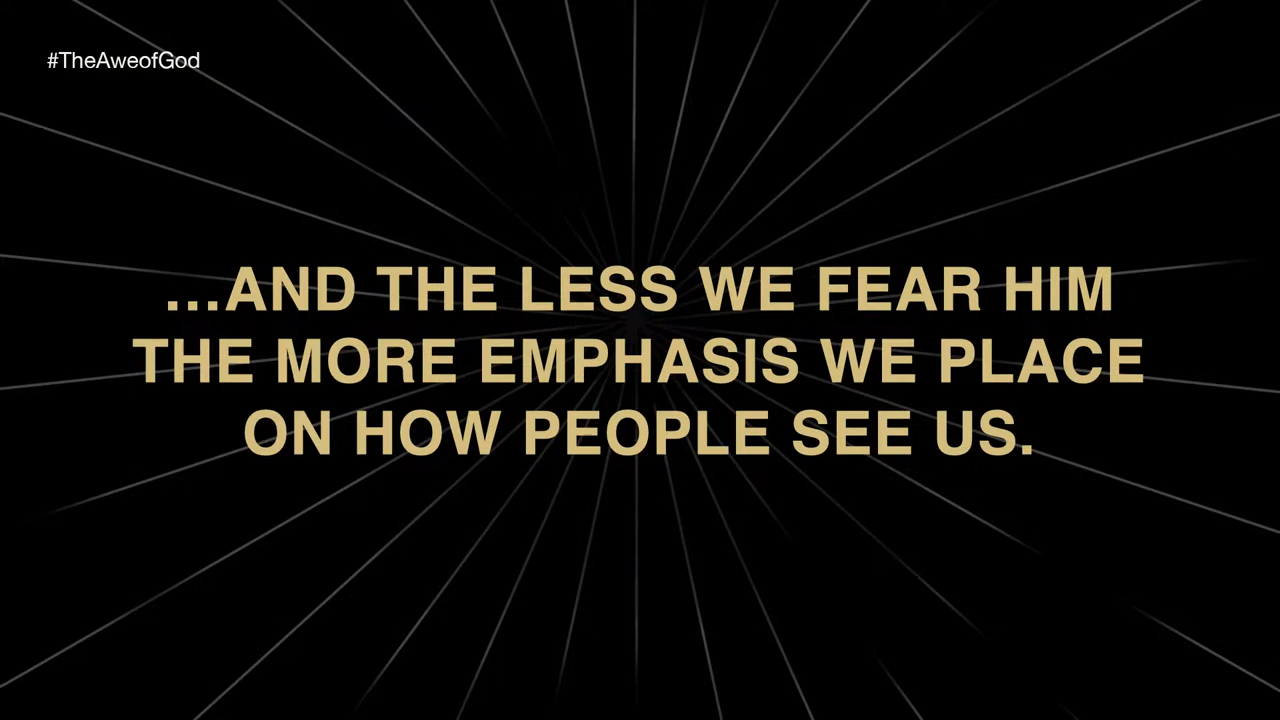 #TheAweofGod
...AND THE LESS WE FEAR HIM
THE MORE EMPHASIS WE PLACE
ON HOW PEOPLE SEE US.